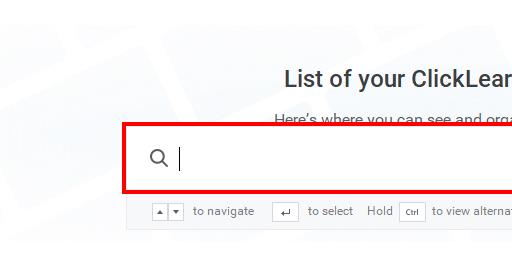 List of your ClickLear
Here's where you can see and orga
to navigate to select Hold Ctrl to view alterna